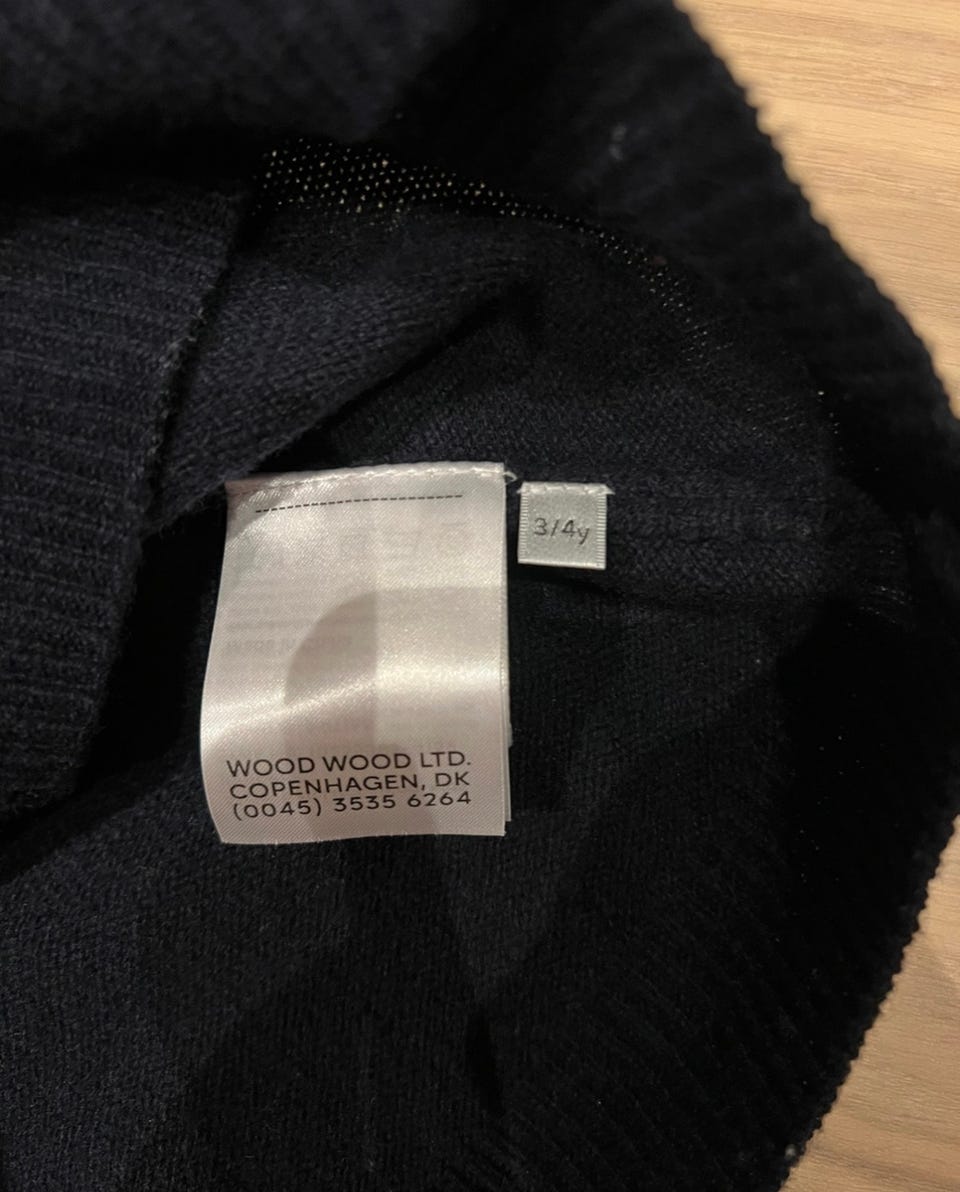 3/4y
WOOD WOOD LTD.
COPENHAGEN, DK
(0045) 3535 6264